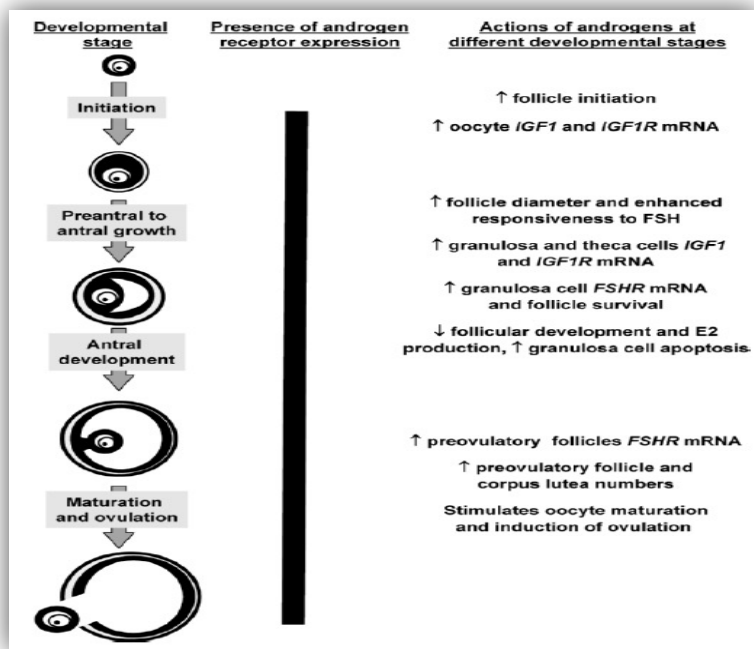 Developmental
stage
Presence of androgen
receptor expression
Actions of androgens at
different developmental stages
Initiation
Preantral to
antral growth
Antral
development
Maturation
and ovulation
↑ follicle initiation
↑ oocyte IGF1 and IGF1R mRNA
↑ follicle diameter and enhanced
responsiveness to FSH
↑ granulosa and theca cells IGF1
and IGF1R mRNA
↑ granulosa cell FSHR mRNA
and follicle survival
↓ follicular development and E2
production, ↑ granulosa cell apoptosis
↑ preovulatory follicles FSHR mRNA
↑ preovulatory follicle and
corpus lutea numbers
Stimulates oocyte maturation
and induction of ovulation